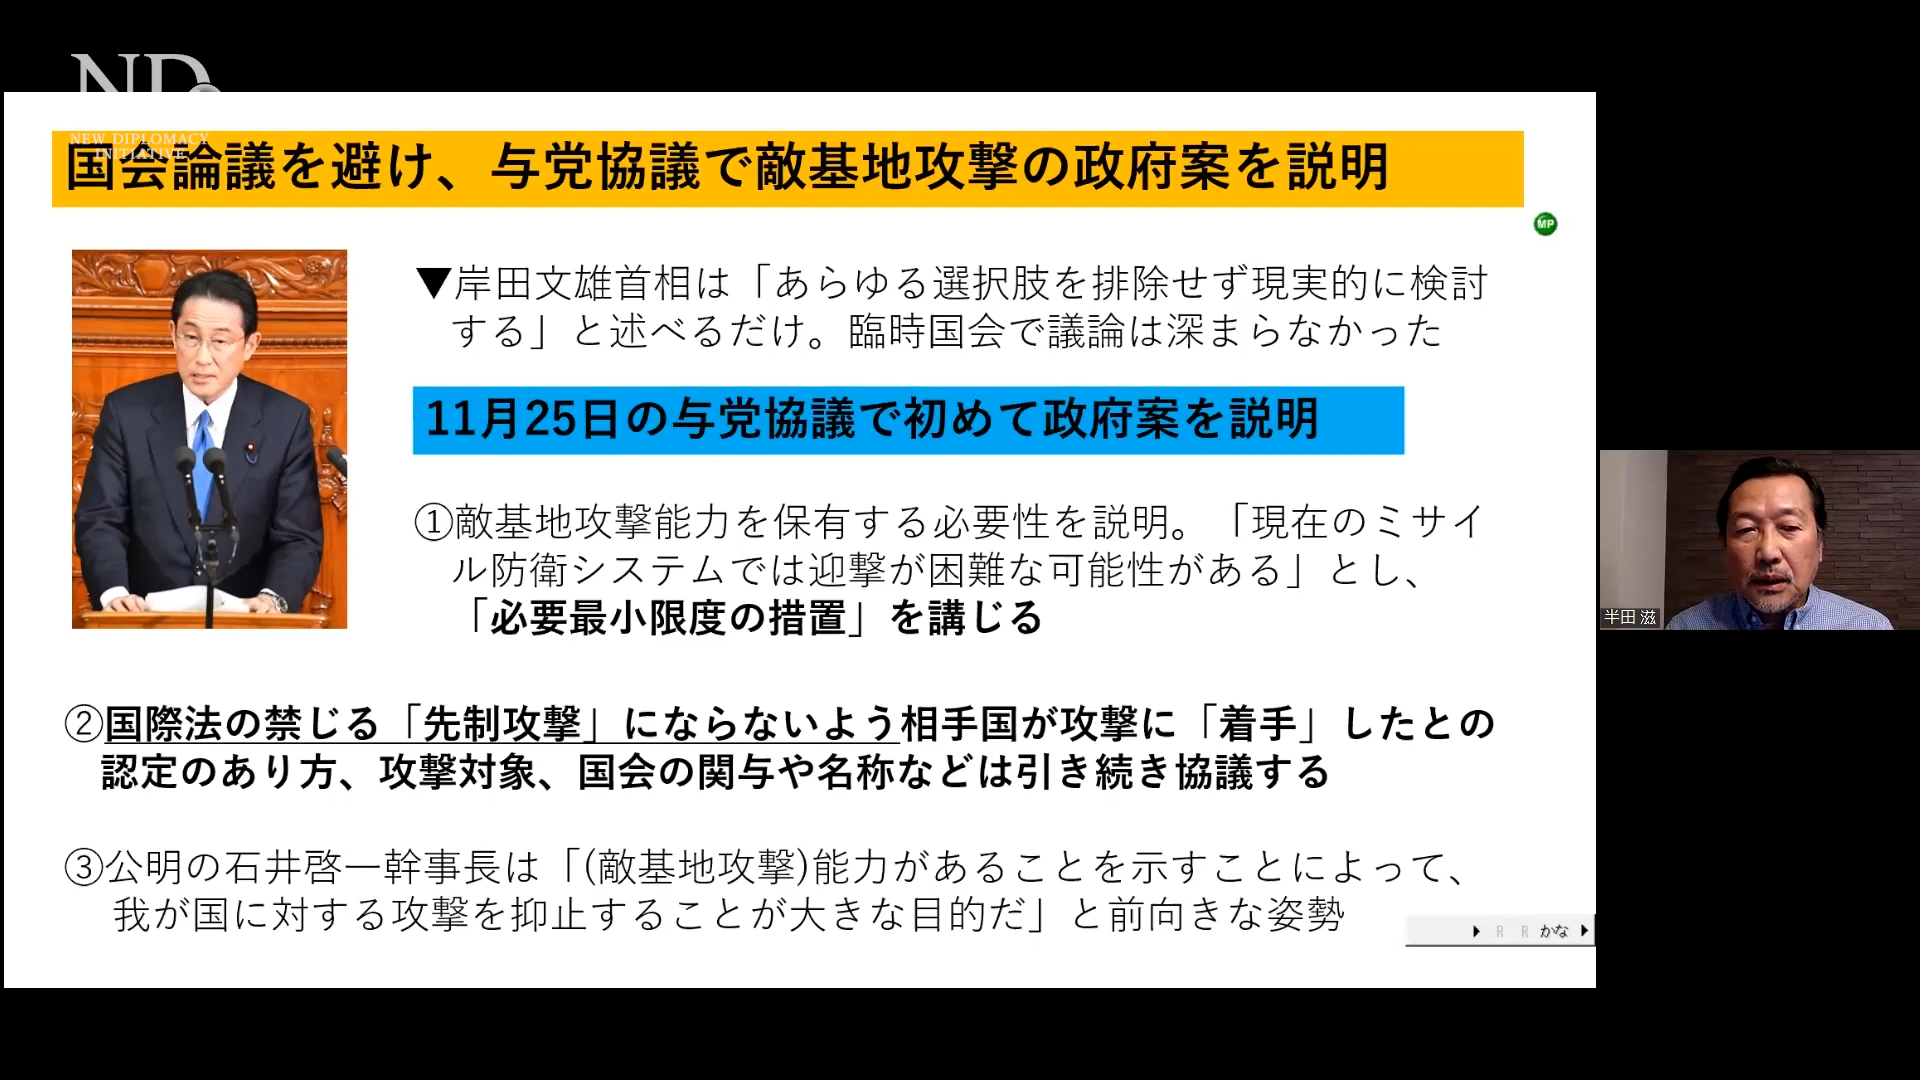 ND
NEW DIPLOMACY
INITIATIVE
国会論議を避け、与党協議で敵基地攻撃の政府案を説明
MP
▼岸田文雄首相は「あらゆる選択肢を排除せず現実的に検討
する」と述べるだけ。臨時国会で議論は深まらなかった
11月25日の与党協議で初めて政府案を説明
①敵基地攻撃能力を保有する必要性を説明。「現在のミサイ
ル防衛システムでは迎撃が困難な可能性がある」とし、
「必要最小限度の措置」を講じる
半田 滋
②国際法の禁じる「先制攻撃」にならないよう相手国が攻撃に「着手」したとの
認定のあり方、攻撃対象、国会の関与や名称などは引き続き協議する
③公明の石井啓一幹事長は「(敵基地攻撃)能力があることを示すことによって、
我が国に対する攻撃を抑止することが大きな目的だ」と前向きな姿勢
R R かな